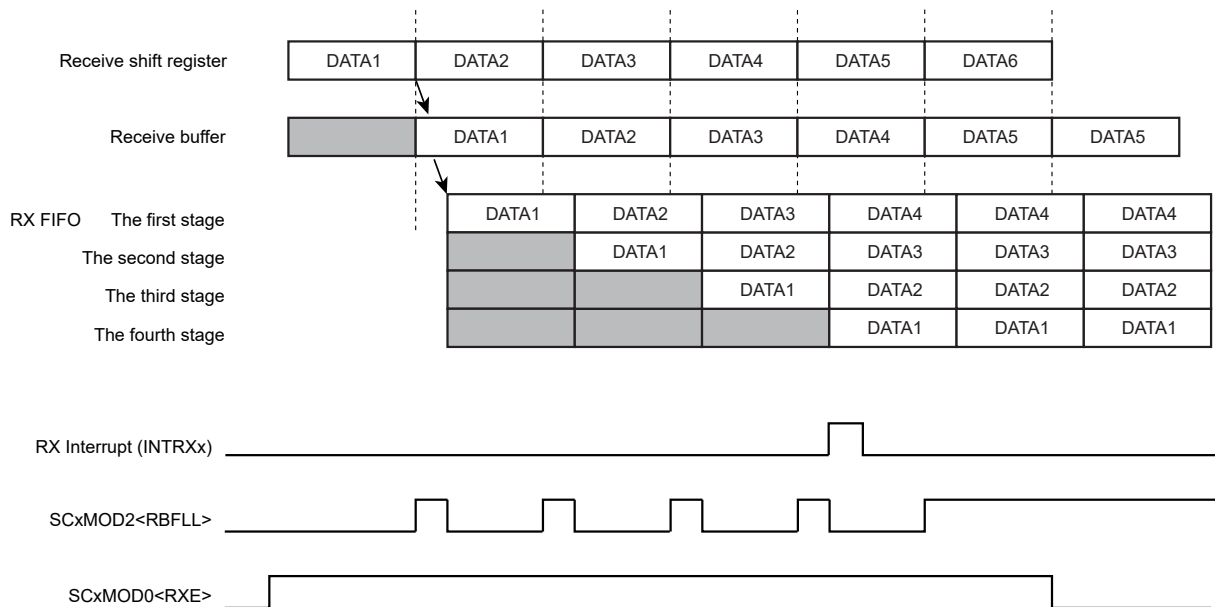 Receive shift register DATA1 DATA2 DATA3 DATA4 DATA5 DATA6
Receive buffer DATA1 DATA2 DATA3 DATA4 DATA5 DATA5
RX FIFO The first stage DATA1 DATA2 DATA3 DATA4 DATA4 DATA4
The second stage DATA1 DATA2 DATA3 DATA3 DATA3
The third stage DATA1 DATA2 DATA2 DATA2
The fourth stage DATA1 DATA1 DATA1
RX Interrupt (INTRXx)
SCxMOD2<RBFLL>
SCxMOD0<RXE>